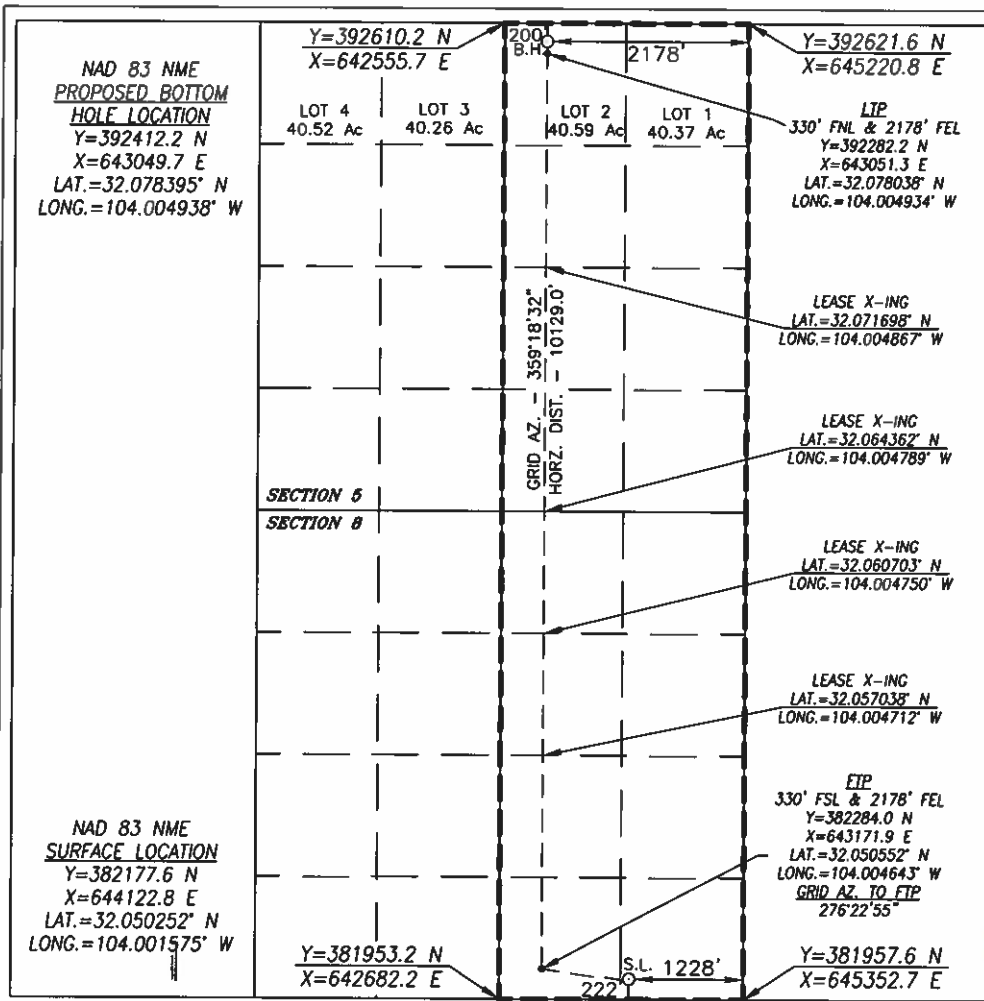 NAD 83 NME
PROPOSED BOTTOM
HOLE LOCATION
Y=392412.2 N
X=643049.7 E
LAT.=32.078395° N
LONG.=104.004938° W
Y=392610.2 N
X=642555.7 E
200'
B.H.
2178'
Y=392621.6 N
X=645220.8 E
LOT 4
40.52 Ac
LOT 3
40.26 Ac
LOT 2
40.59 Ac
LOT 1
40.37 Ac
LTP
330' FNL & 2178' FEL
Y=392282.2 N
X=643051.3 E
LAT.=32.078038° N
LONG.=104.004934° W
LEASE X-ING
LAT.=32.071698° N
LONG.=104.004867° W
GRID AZ. - 359°18'32"
HORZ. DIST. - 10129.0'
LEASE X-ING
LAT.=32.064362° N
LONG.=104.004789° W
SECTION 5
SECTION 8
LEASE X-ING
LAT.=32.060703° N
LONG.=104.004750° W
LEASE X-ING
LAT.=32.057038° N
LONG.=104.004712° W
FTP
330' FSL & 2178' FEL
Y=382284.0 N
X=643171.9 E
LAT.=32.050552° N
LONG.=104.004643° W
GRID AZ. TO FTP
276°22'55"
NAD 83 NME
SURFACE LOCATION
Y=382177.6 N
X=644122.8 E
LAT.=32.050252° N
LONG.=104.001575° W
Y=381953.2 N
X=642682.2 E
S.L.
1228'
222'
Y=381957.6 N
X=645352.7 E